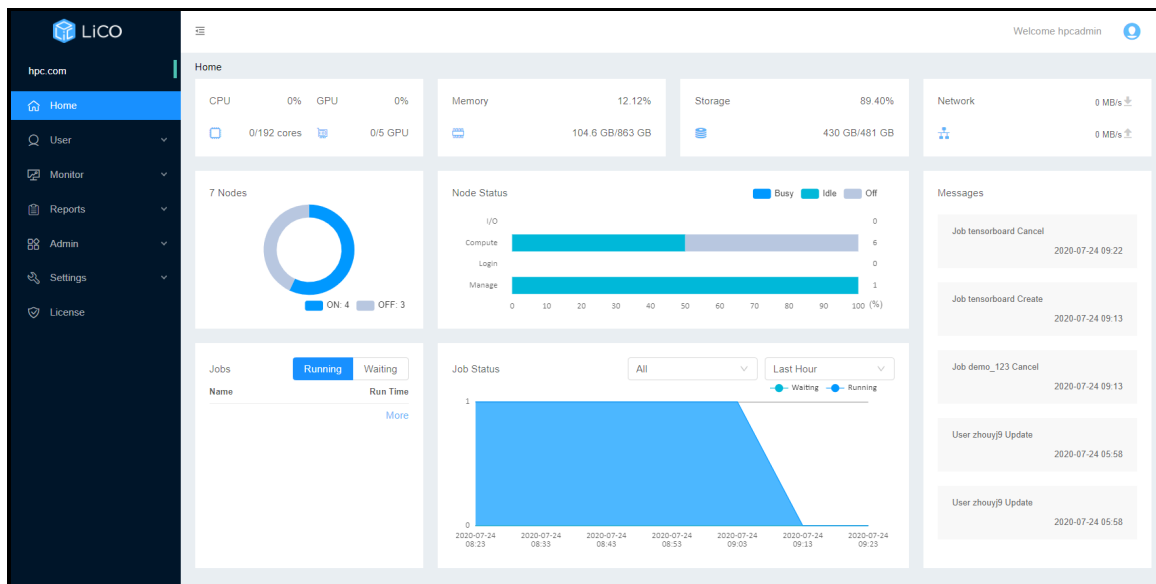 LiCO
Welcome hpcadmin
hpc.com
Home
User
Monitor
Reports
Admin
Settings
License
Home
CPU 0% GPU 0%
0/192 cores 0/5 GPU
Memory 12.12%
104.6 GB/863 GB
Storage 89.40%
430 GB/481 GB
Network 0 MB/s
0 MB/s
7 Nodes
ON: 4 OFF: 3
Node Status Busy Idle Off
I/O 0
Compute 6
Login 0
Manage 1
0 10 20 30 40 50 60 70 80 90 100 (%)
Messages
Job tensorboard Cancel
2020-07-24 09:22
Job tensorboard Create
2020-07-24 09:13
Job demo_123 Cancel
2020-07-24 09:13
User zhouyj9 Update
2020-07-24 05:58
User zhouyj9 Update
2020-07-24 05:58
Jobs Running Waiting
Name Run Time
More
Job Status All Last Hour
Waiting Running
1
0
2020-07-24 2020-07-24 2020-07-24 2020-07-24 2020-07-24 2020-07-24 2020-07-24
08:23 08:33 08:43 08:53 09:03 09:13 09:23